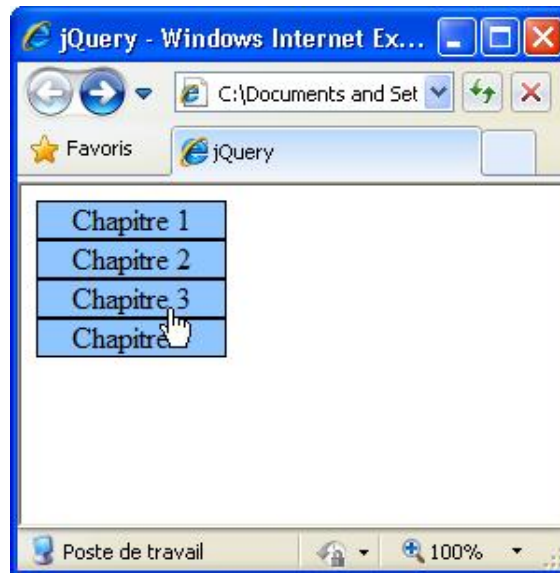 jQuery - Windows Internet Ex...
C:\Documents and Set
Favoris
jQuery
Chapitre 1
Chapitre 2
Chapitre 3
Chapitre
Poste de travail
100%